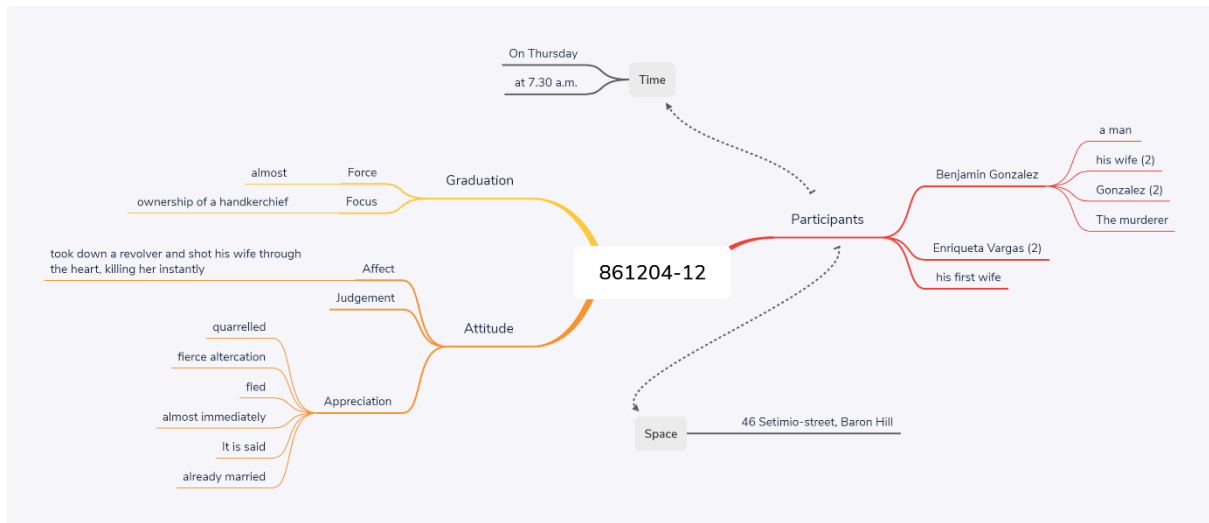 On Thursday
at 7.30 a.m.
Time
almost
Force
ownership of a handkerchief
Focus
Graduation
took down a revolver and shot his wife through
the heart, killing her instantly
Affect
Judgement
quarrelled
fierce altercation
fled
almost immediately
It is said
already married
Appreciation
Attitude
861204-12
Participants
Benjamin Gonzalez
a man
his wife (2)
Gonzalez (2)
The murderer
Enriqueta Vargas (2)
his first wife
Space
46 Setimio-street, Baron Hill